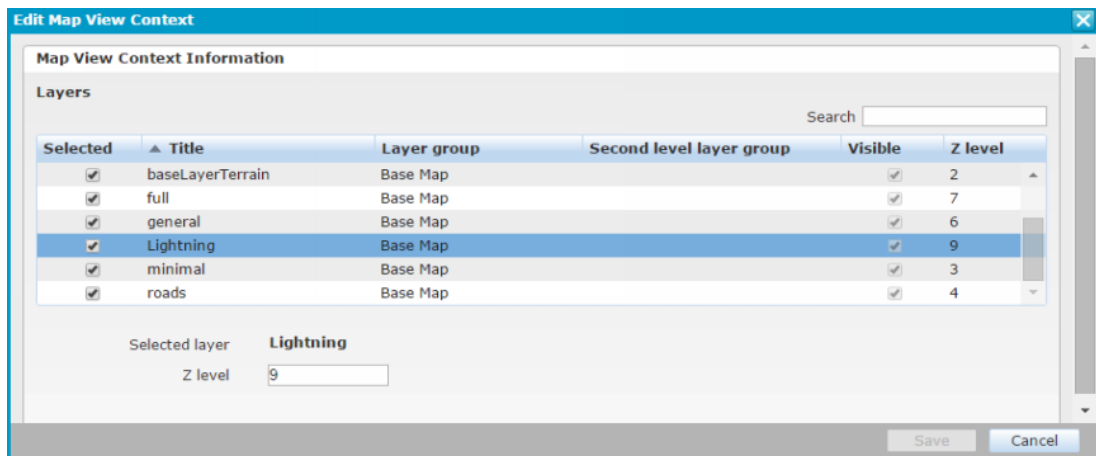 Edit Map View Context
Map View Context Information
Layers
Search
Selected Title Layer group Second level layer group Visible Z level
baseLayerTerrain Base Map 2
full Base Map 7
general Base Map 6
Lightning Base Map 9
minimal Base Map 3
roads Base Map 4
Selected layer Lightning
Z level 9
Save Cancel